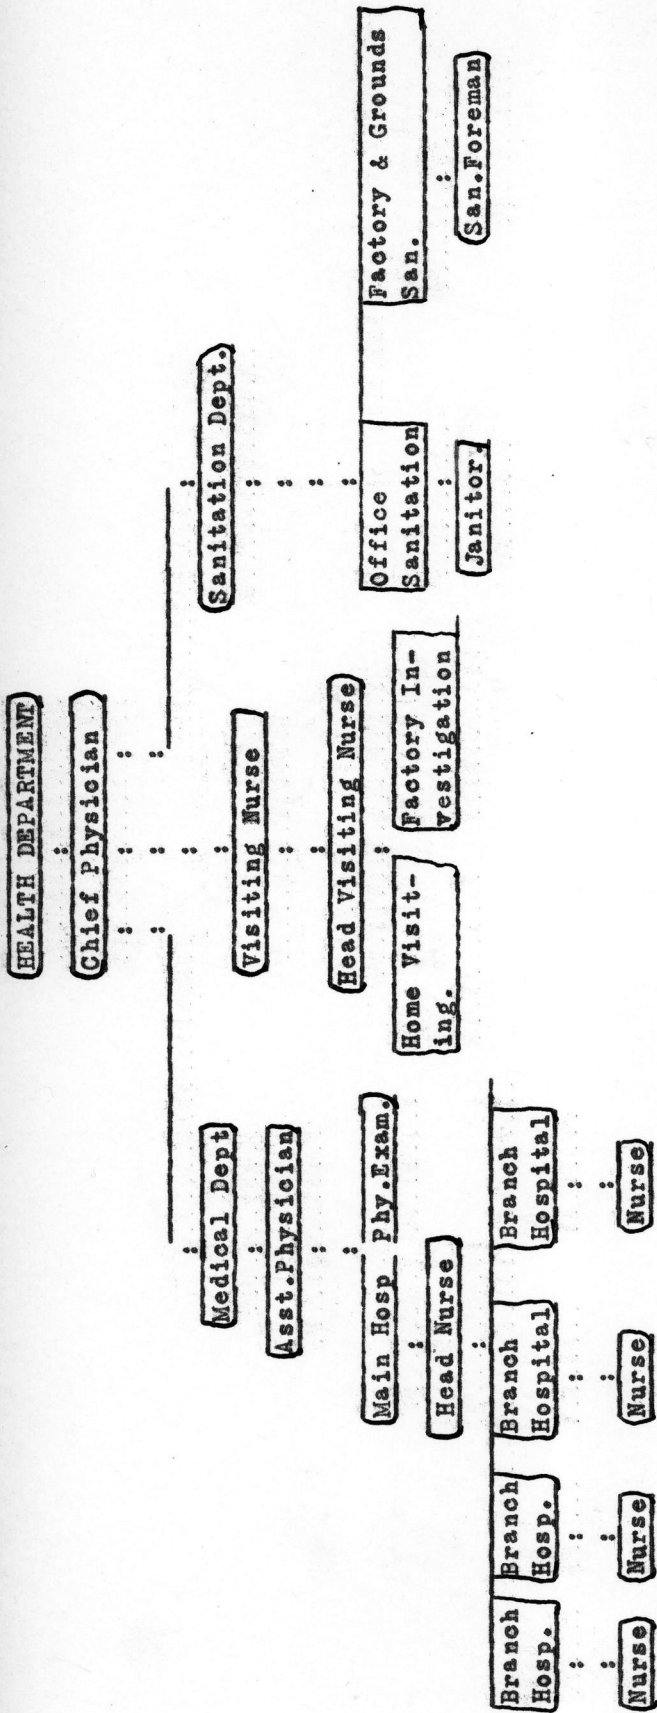 HEALTH DEPARTMENT
Chief Physician
Medical Dept
Sanitation Dept.
Visiting Nurse
Asst.Physician
Head Visiting Nurse
Main Hosp Phy.Exam.
Office
Sanitation
Factory & Grounds
San.
Home Visit-
ing.
Factory In-
vestigation
Head Nurse
Janitor.
San.Foreman
Branch
Hosp.
Branch
Hosp.
Branch
Hospital
Branch
Hospital
Nurse
Nurse
Nurse
Nurse